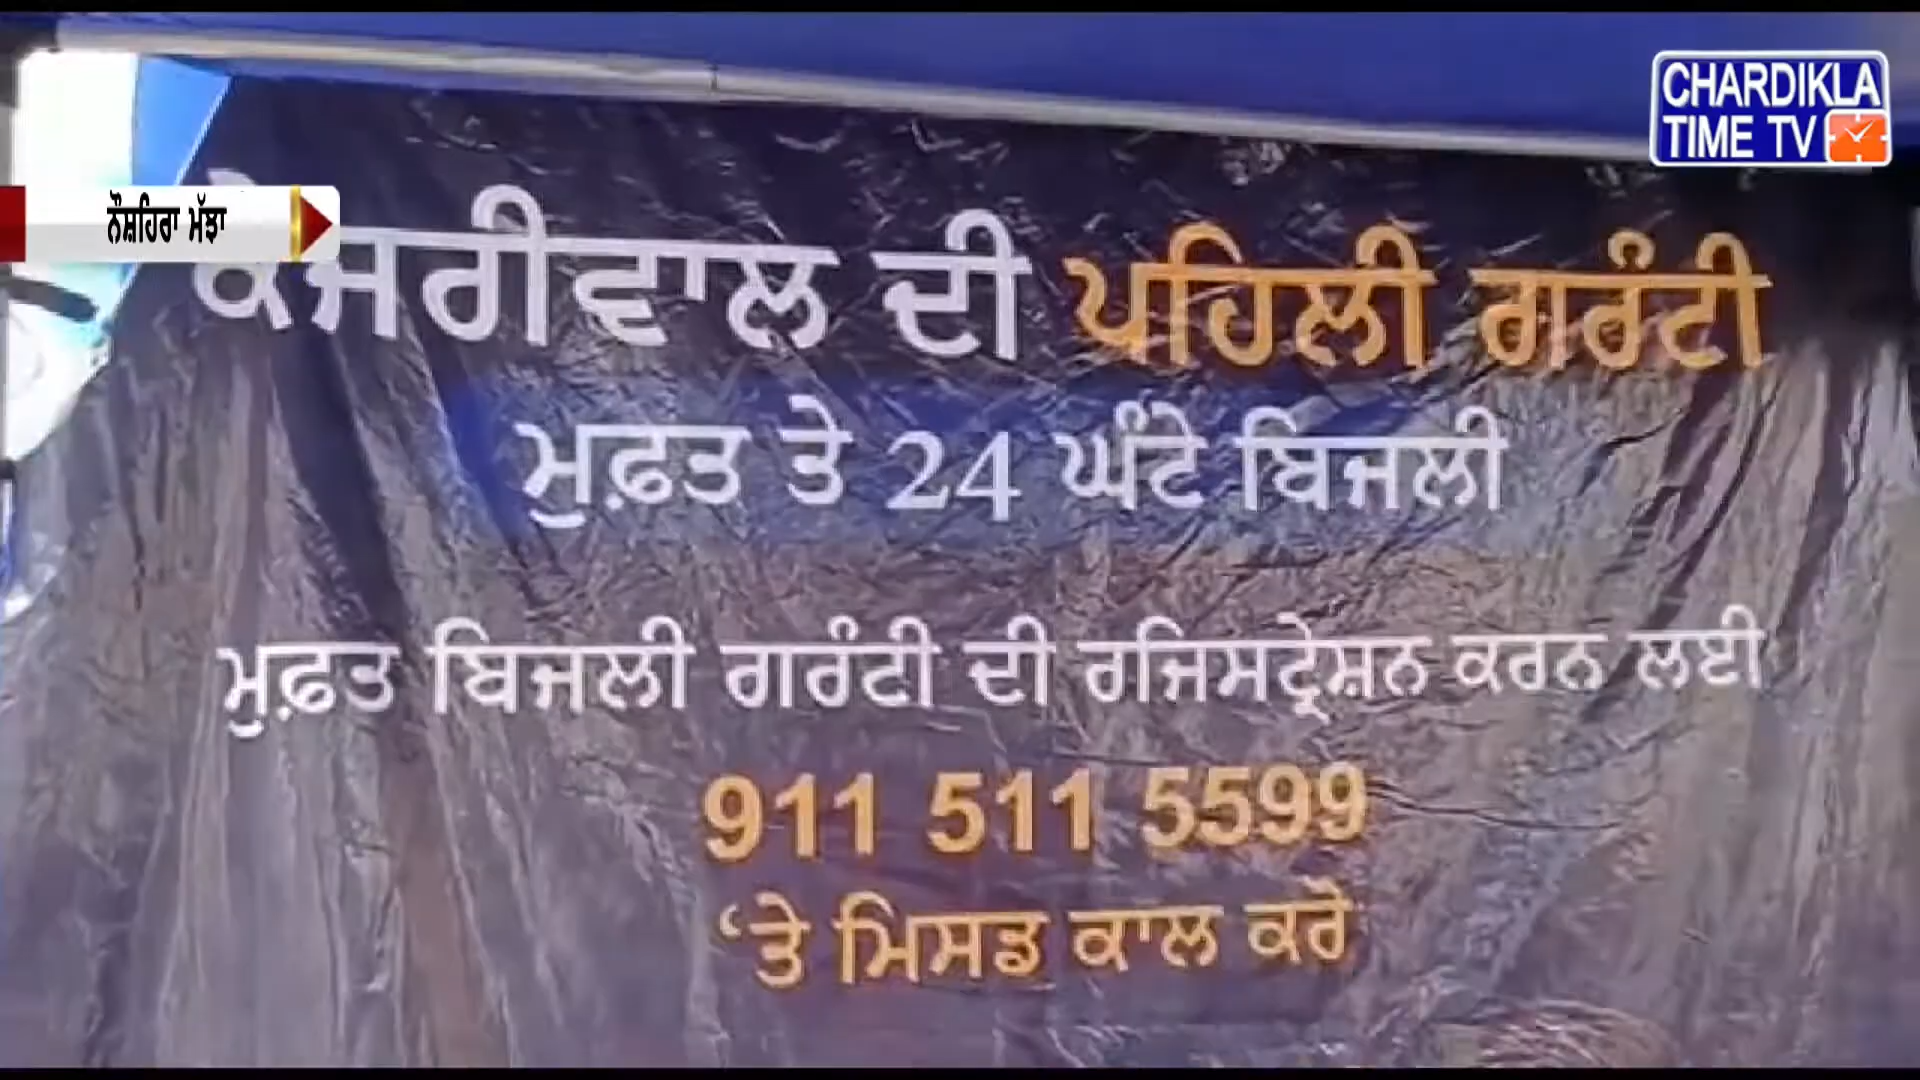 CHARDIKLA
TIME TV
ਨੌਸ਼ਹਿਰਾ ਮੱਝਾ
ਕੇਜਰੀਵਾਲ ਦੀ ਪਹਿਲੀ ਗਰੰਟੀ
ਮੁਫ਼ਤ ਤੇ 24 ਘੰਟੇ ਬਿਜਲੀ
ਮੁਫ਼ਤ ਬਿਜਲੀ ਗਰੰਟੀ ਦੀ ਰਜਿਸਟ੍ਰੇਸ਼ਨ ਕਰਨ ਲਈ
911 511 5599
‘ਤੇ ਮਿਸਡ ਕਾਲ ਕਰੋ